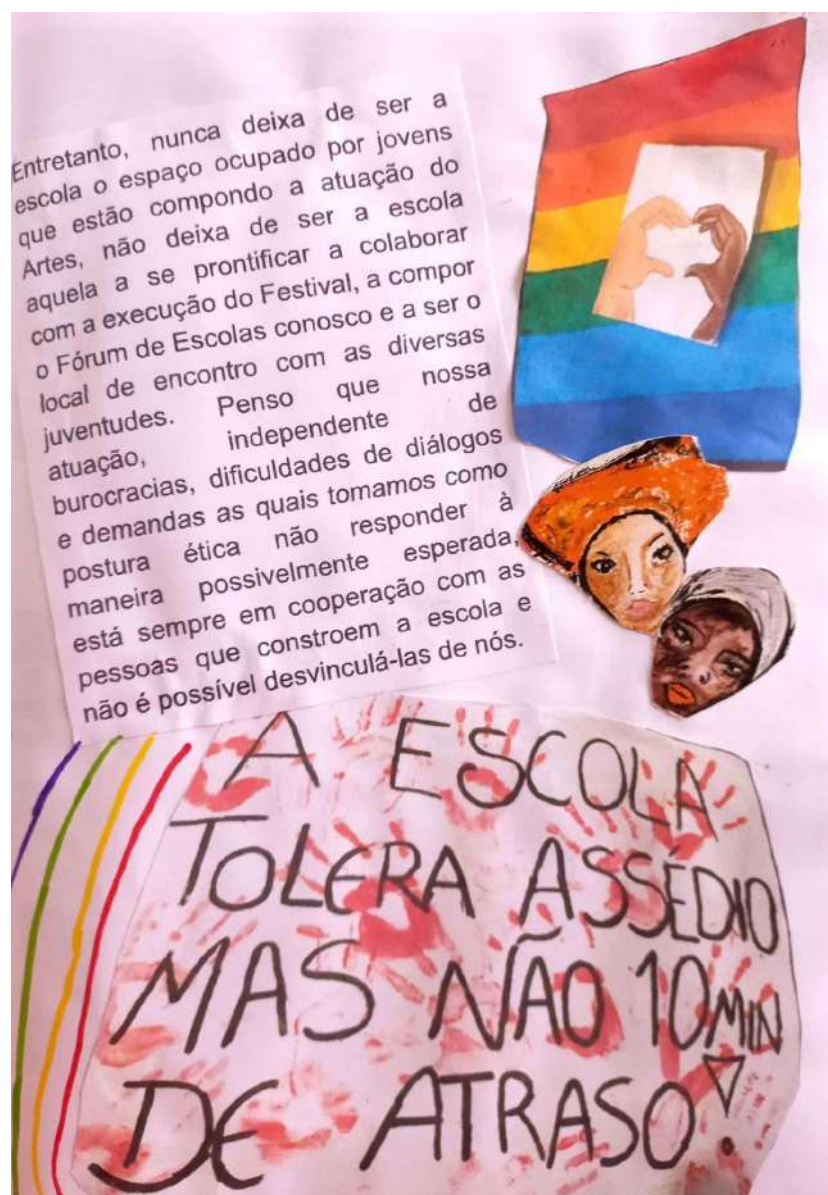 Entretanto, nunca deixa de ser a
escola o espaço ocupado por jovens
que estão compondo a atuação do
Artes, não deixa de ser a escola
aquela a se prontificar a colaborar
com a execução do Festival, a compor
o Fórum de Escolas conosco e a ser o
local de encontro com as diversas
juventudes. Penso que nossa
atuação, independente de
burocracias, dificuldades de diálogos
e demandas as quais tomamos como
postura ética não responder à
maneira possivelmente esperada,
está sempre em cooperação com as
pessoas que constroem a escola e
não é possível desvinculá-las de nós.
A ESCOLA
TOLERA ASSÉDIO
MAS NÃO 10MIN
DE ATRASO!